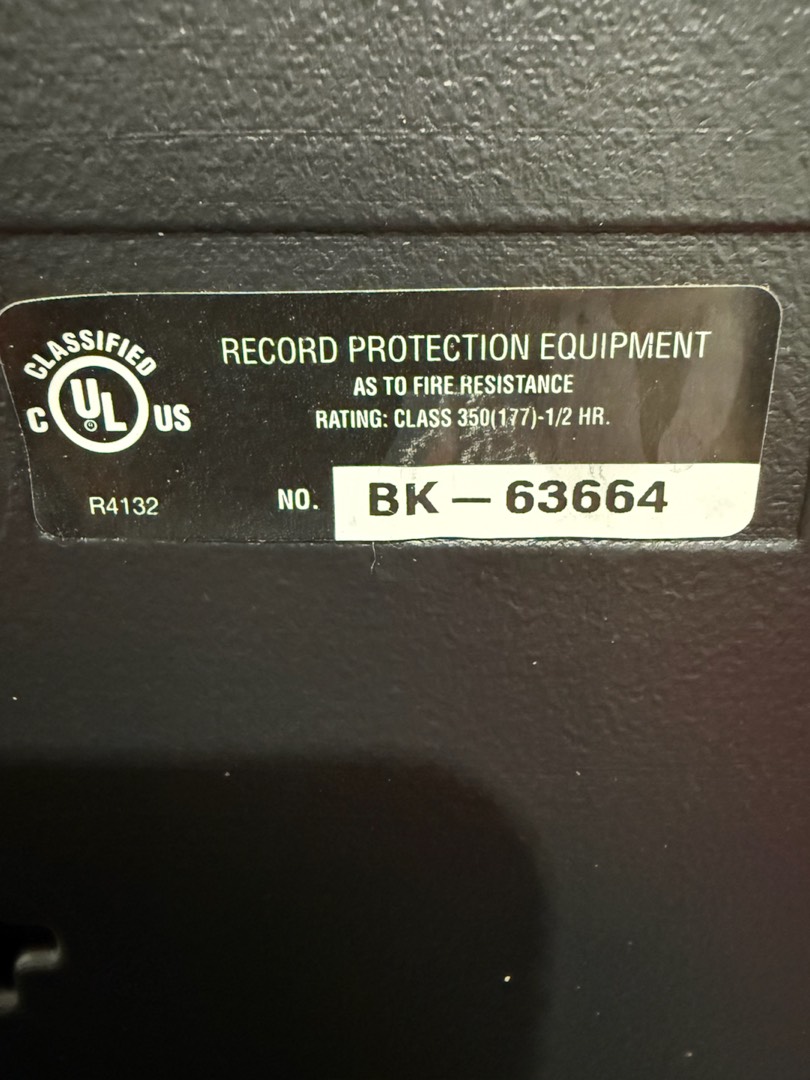 CLASSIFIED
C UL US
RECORD PROTECTION EQUIPMENT
AS TO FIRE RESISTANCE
RATING: CLASS 350(177)-1/2 HR.
R4132
NO. BK – 63664